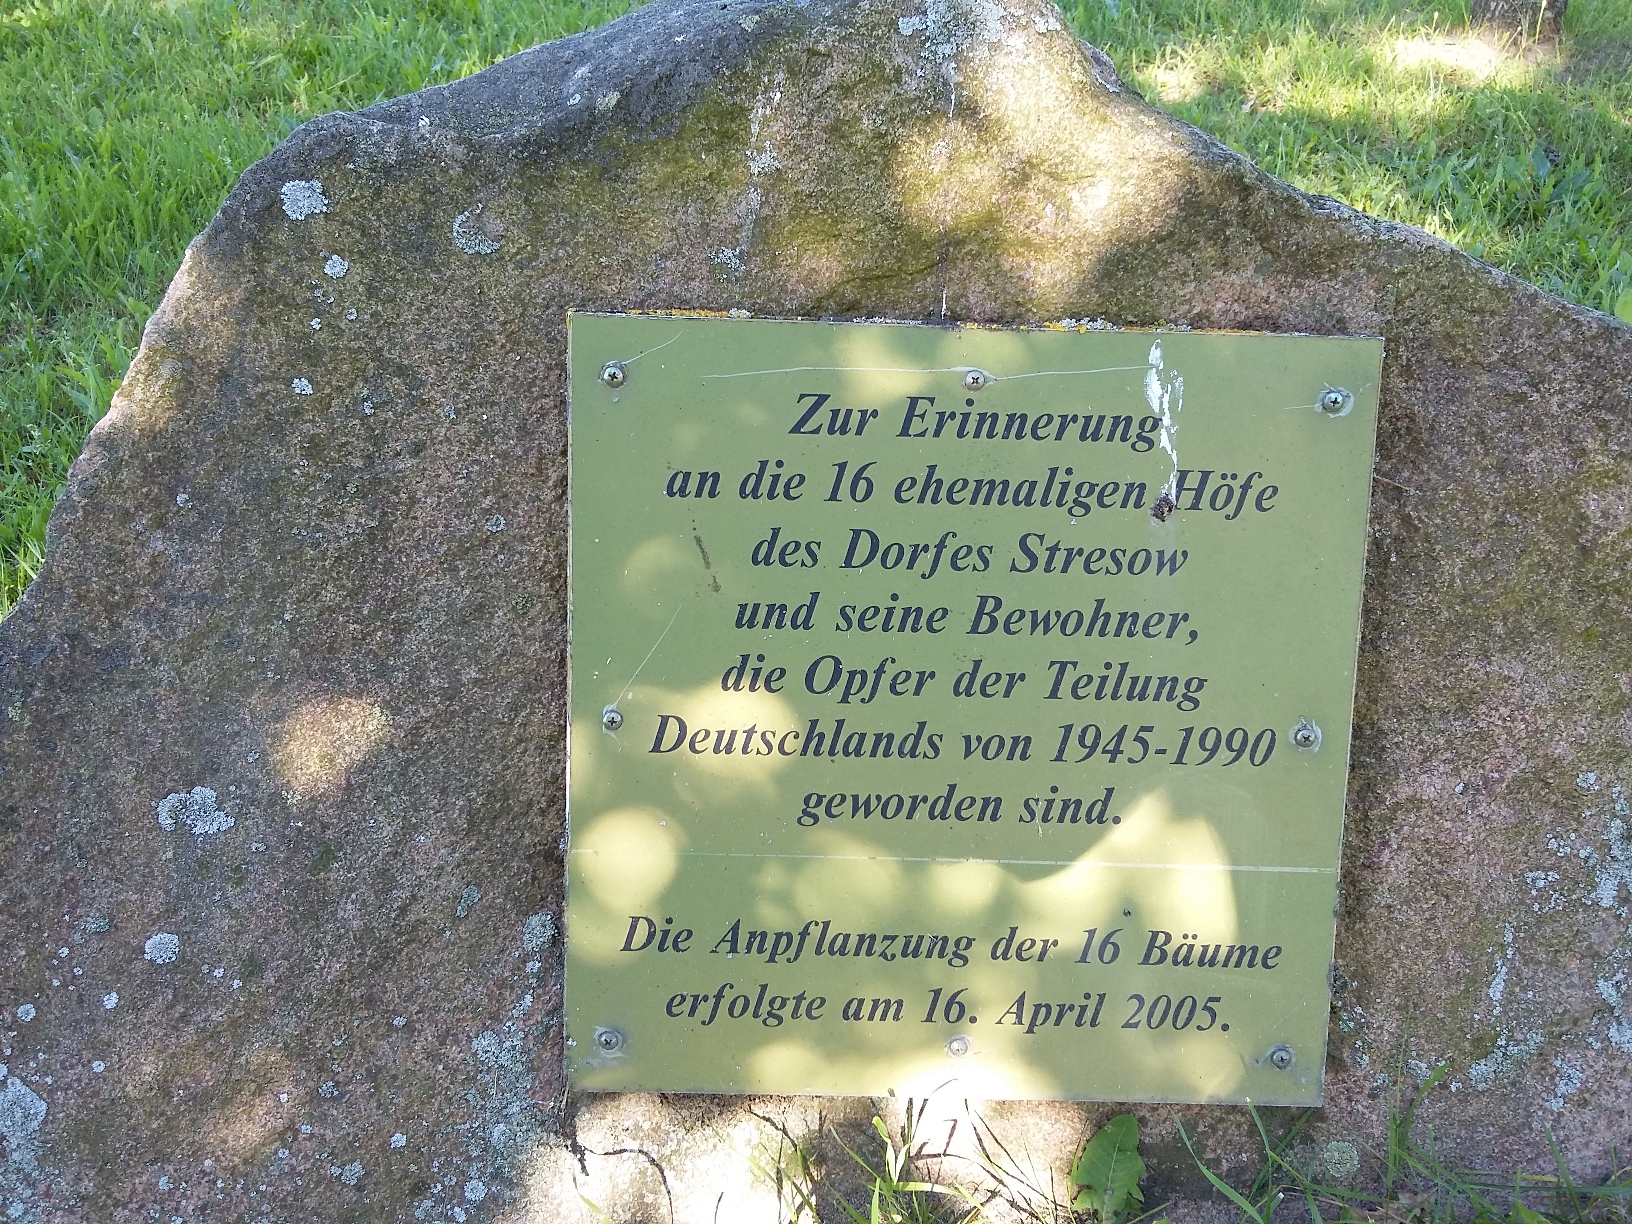 Zur Erinnerung
an die 16 ehemaligen Höfe
des Dorfes Stresow
und seine Bewohner,
die Opfer der Teilung
Deutschlands von 1945-1990
geworden sind.
Die Anpflanzung der 16 Bäume
erfolgte am 16. April 2005.